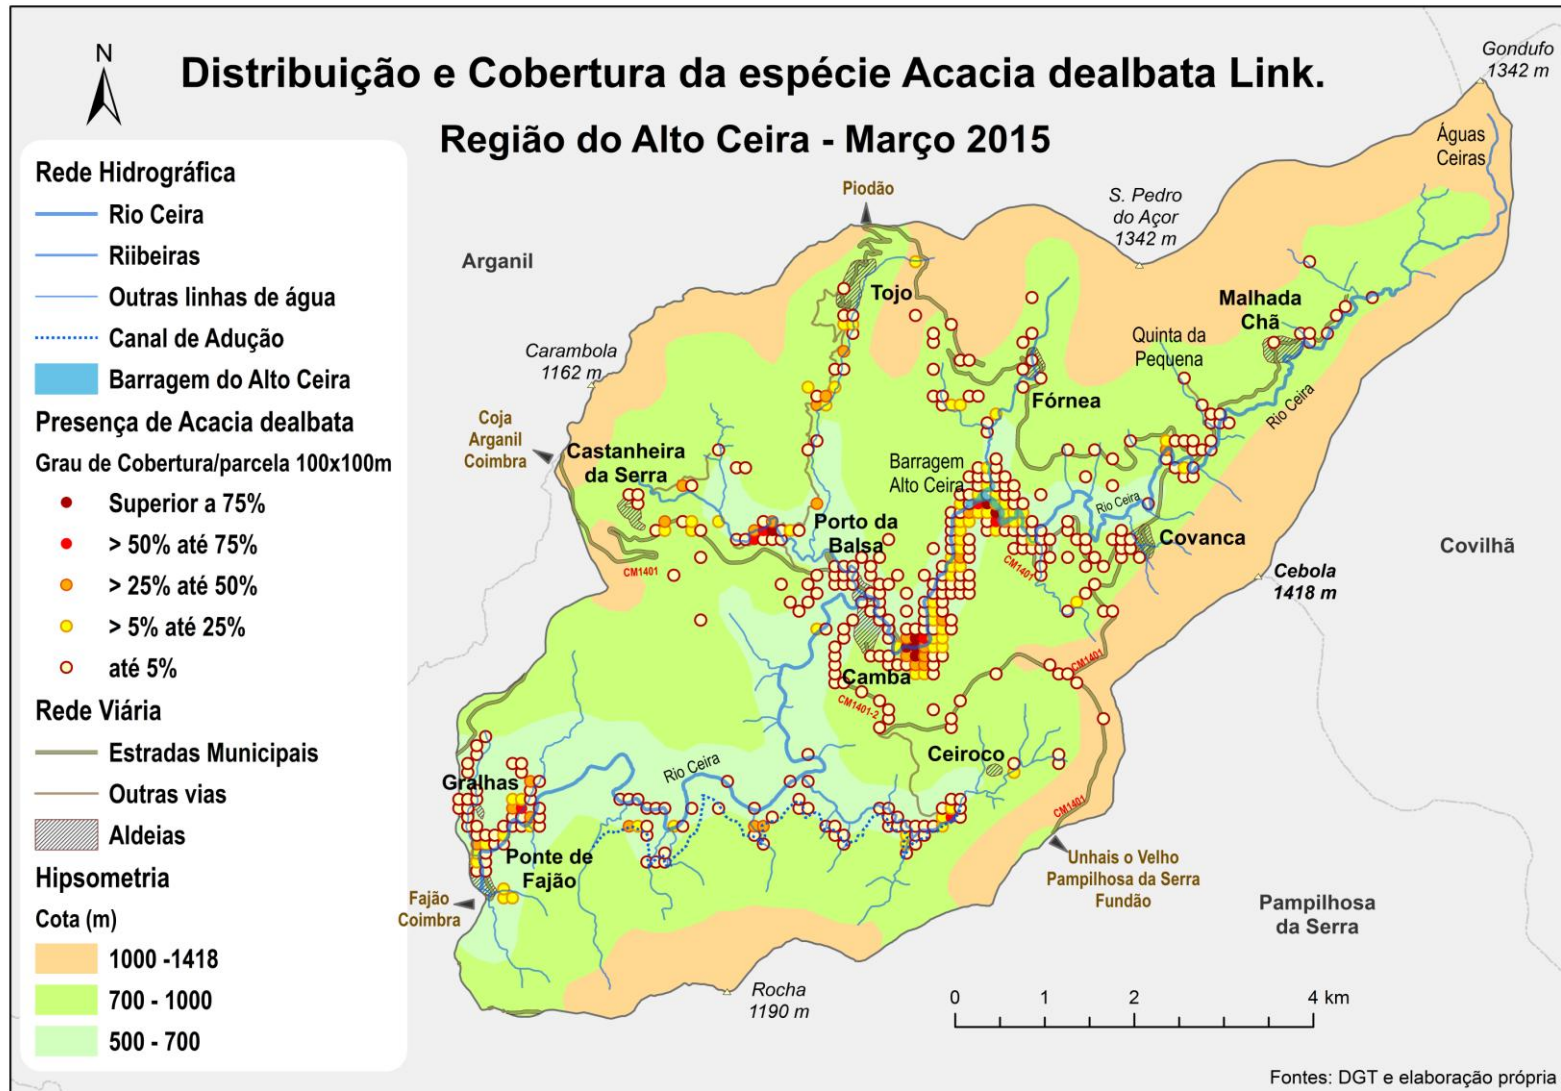 Distribuição e Cobertura da espécie Acacia dealbata Link.
Região do Alto Ceira - Março 2015
N
Rede Hidrográfica
Rio Ceira
Riibeiras
Outras linhas de água
Canal de Adução
Barragem do Alto Ceira
Presença de Acacia dealbata
Grau de Cobertura/parcela 100x100m
Superior a 75%
> 50% até 75%
> 25% até 50%
> 5% até 25%
até 5%
Rede Viária
Estradas Municipais
Outras vias
Aldeias
Hipsometria
Cota (m)
1000 -1418
700 - 1000
500 - 700
Gondufo
1342 m
Águas
Ceiras
Piodão
S. Pedro
do Açor
1342 m
Arganil
Tojo
Malhada
Chã
Quinta da
Pequena
Carambola
1162 m
Rio Ceira
Fórnea
Coja
Arganil
Coimbra
Castanheira
da Serra
Barragem
Alto Ceira
Rio Ceira
Porto da
Balsa
Covanca
Covilhã
CM1401
CM1401
Cebola
1418 m
Camba
CM1401
CM1401-2
Ceiroco
Rio Ceira
Gralhas
CM1401
Ponte de
Fajão
Unhais o Velho
Pampilhosa da Serra
Fundão
Fajão
Coimbra
Pampilhosa
da Serra
Rocha
1190 m
0 1 2 4 km
Fontes: DGT e elaboração própria